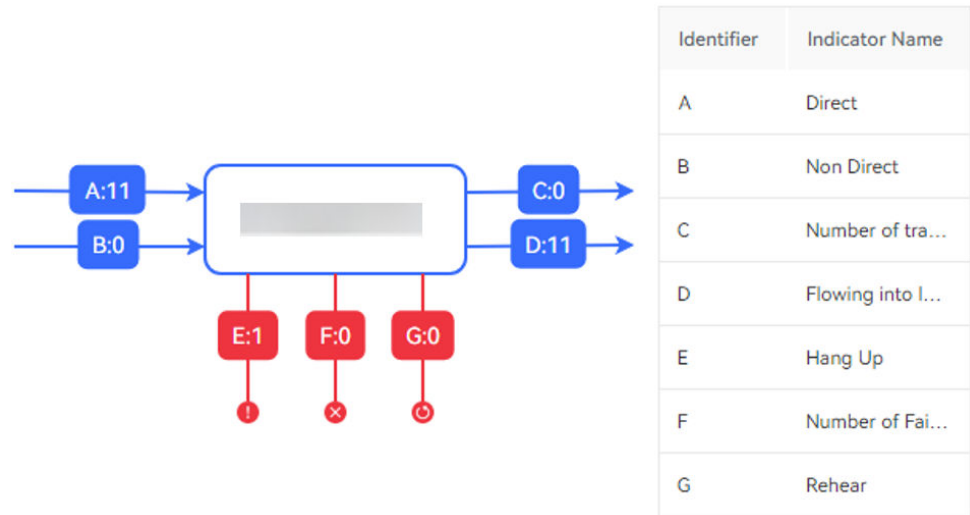 A:11
B:0
C:0
D:11
E:1
F:0
G:0
Identifier Indicator Name
A Direct
B Non Direct
C Number of tra...
D Flowing into l...
E Hang Up
F Number of Fai...
G Rehear